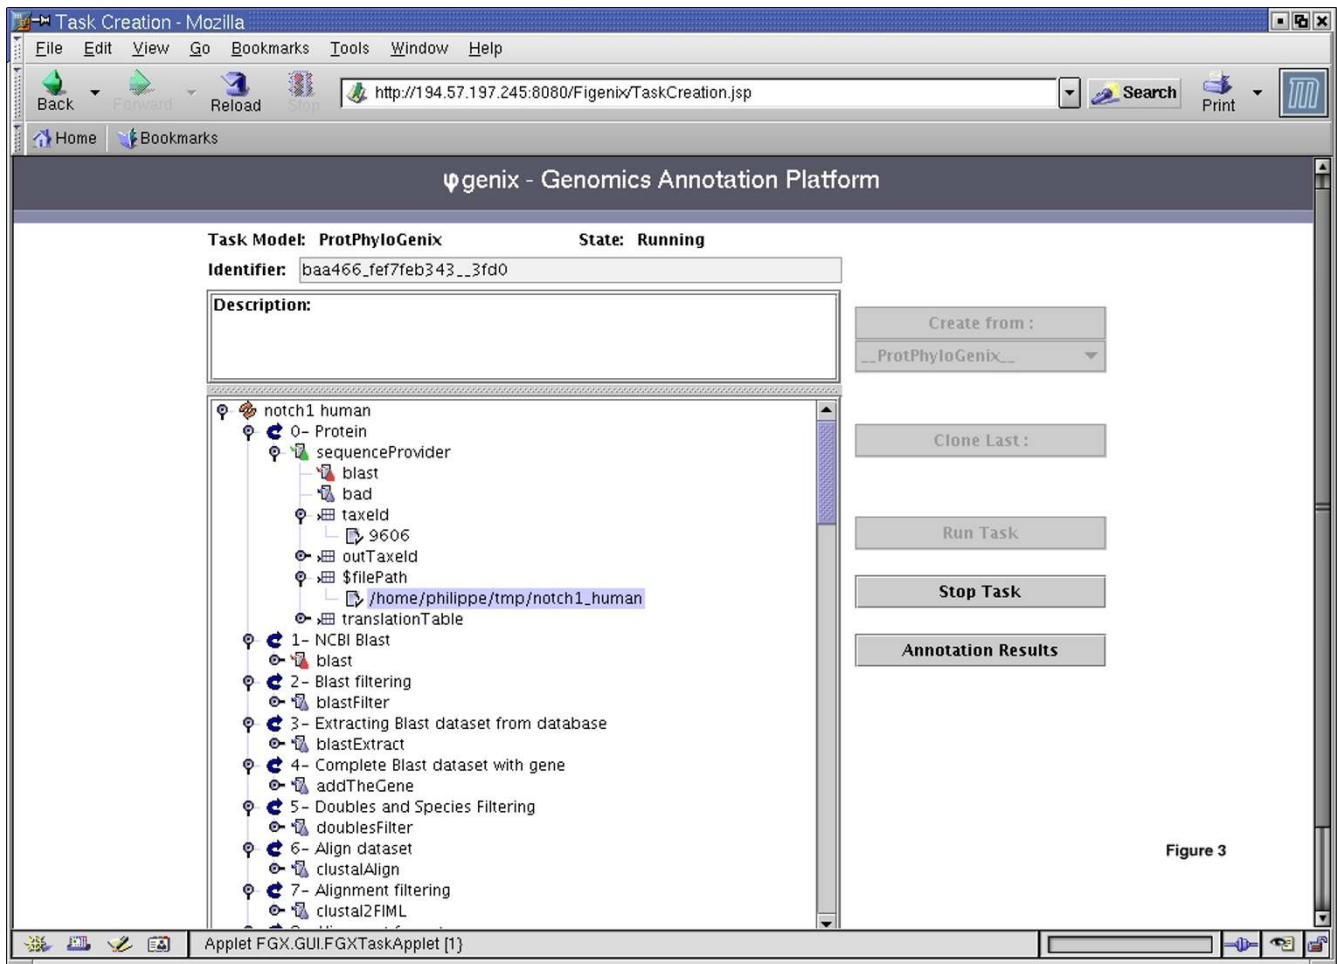 Task Creation - Mozilla
File Edit View Go Bookmarks Tools Window Help
Back Forward Reload Stop http://194.57.197.245:8080/Figenix/TaskCreation.jsp Search Print
Home Bookmarks
φgenix - Genomics Annotation Platform
Task Model: ProtPhyloGenix State: Running
Identifier: baa466_fef7feb343__3fd0
Description:
Create from :
__ProtPhyloGenix__
notch1 human
0- Protein
Clone Last :
sequenceProvider
blast
bad
taxeId
9606
Run Task
outTaxeId
$filePath
/home/philippe/tmp/notch1_human
Stop Task
translationTable
1- NCBI Blast
Annotation Results
blast
2- Blast filtering
blastFilter
3- Extracting Blast dataset from database
blastExtract
4- Complete Blast dataset with gene
addTheGene
5- Doubles and Species Filtering
doublesFilter
6- Align dataset
Figure 3
clustalAlign
7- Alignment filtering
clustal2FIML
Applet FGX.GUI.FGXTaskApplet [1}